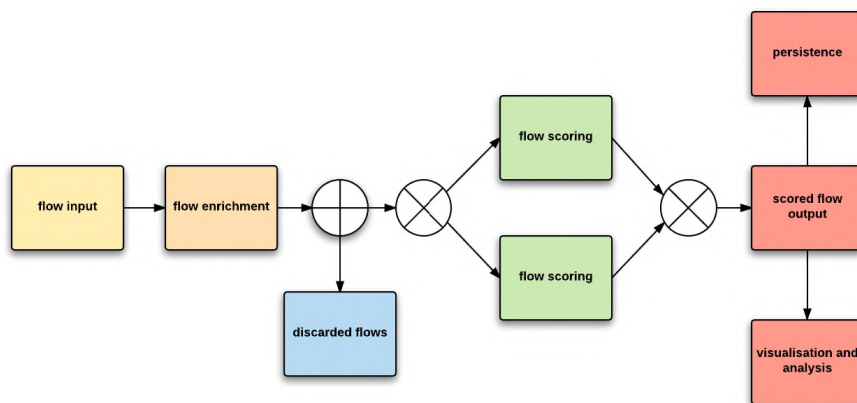 persistence
flow scoring
flow input
flow enrichment
scored flow
output
flow scoring
discarded flows
visualisation and
analysis